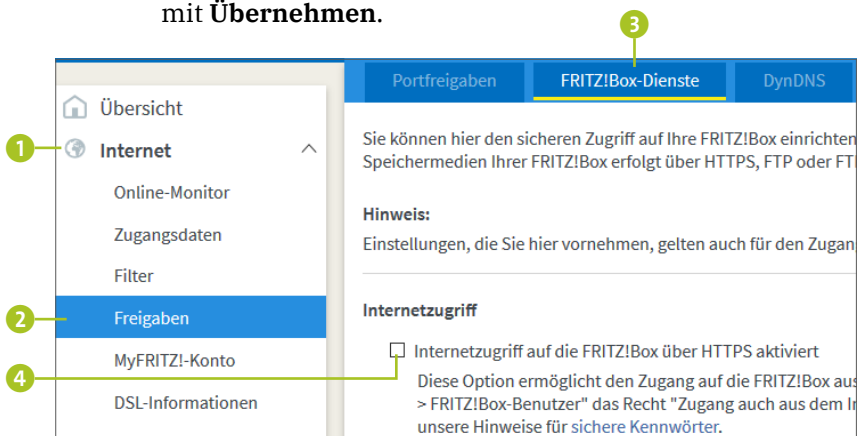 mit Übernehmen.
3
Portfreigaben FRITZ!Box-Dienste DynDNS
Übersicht
1 Internet
Online-Monitor
Zugangsdaten
Filter
2 Freigaben
MyFRITZ!-Konto
4
DSL-Informationen
Sie können hier den sicheren Zugriff auf Ihre FRITZ!Box einrichten
Speichermedien Ihrer FRITZ!Box erfolgt über HTTPS, FTP oder FT
Hinweis:
Einstellungen, die Sie hier vornehmen, gelten auch für den Zugan
Internetzugriff
Internetzugriff auf die FRITZ!Box über HTTPS aktiviert
Diese Option ermöglicht den Zugang auf die FRITZ!Box aus
> FRITZ!Box-Benutzer" das Recht "Zugang auch aus dem I
unsere Hinweise für sichere Kennwörter.